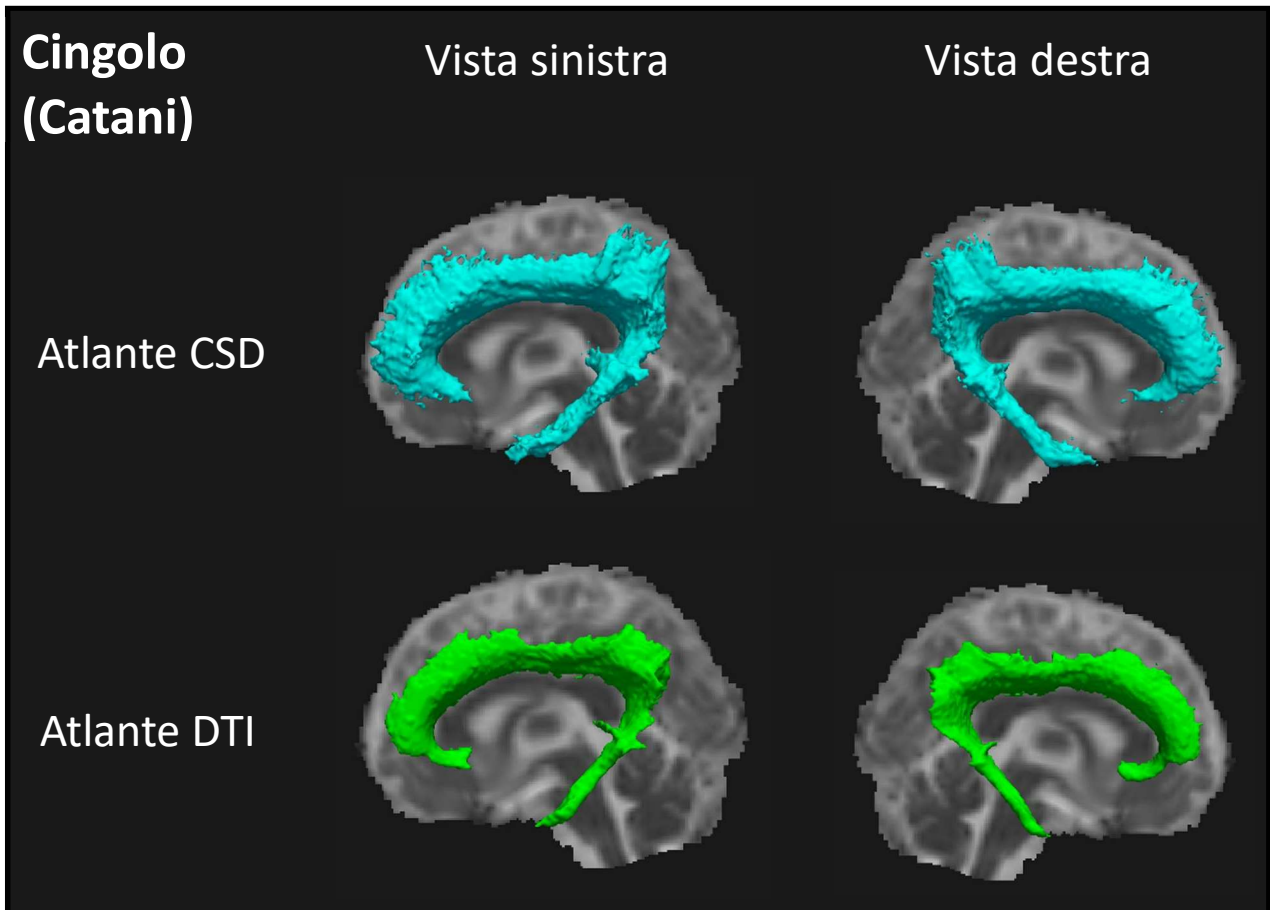 Cingolo
(Catani)
Vista sinistra
Vista destra
Atlante CSD
Atlante DTI